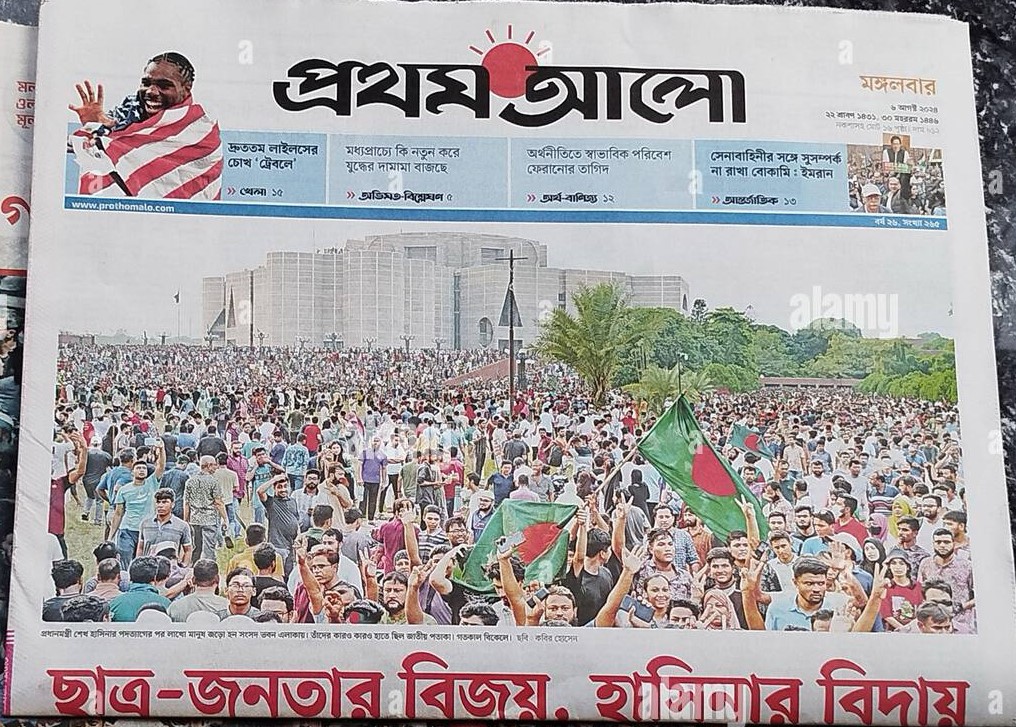 প্রথম আলো
মঙ্গলবার
৬ আগস্ট ২০২৪
২২ শ্রাবণ ১৪৩১, ৩০ মহররম ১৪৪৬
দ্রুততম লাইলসের
চোখ ‘ট্রেবলে’
» খেলা ১৫
মধ্যপ্রাচ্যে কি নতুন করে
যুদ্ধের দামামা বাজছে
» অভিমত-বিশ্লেষণ ৫
অর্থনীতিতে স্বাভাবিক পরিবেশ
ফেরানোর তাগিদ
» অর্থ-বাণিজ্য ১২
সেনাবাহিনীর সঙ্গে সুসম্পর্ক
না রাখা বোকামি : ইমরান
» আন্তর্জাতিক ১৩
www.prothomalo.com
বর্ষ ২৬, সংখ্যা ২৬৫
alamy
প্রধানমন্ত্রী শেখ হাসিনার পদত্যাগের পর লাখো মানুষ জড়ো হন সংসদ ভবন এলাকায়। তাঁদের কারও কারও হাতে ছিল জাতীয় পতাকা। গতকাল বিকেলে। ছবি : কবির হোসেন
ছাত্র-জনতার বিজয়, হাসিনার বিদায়